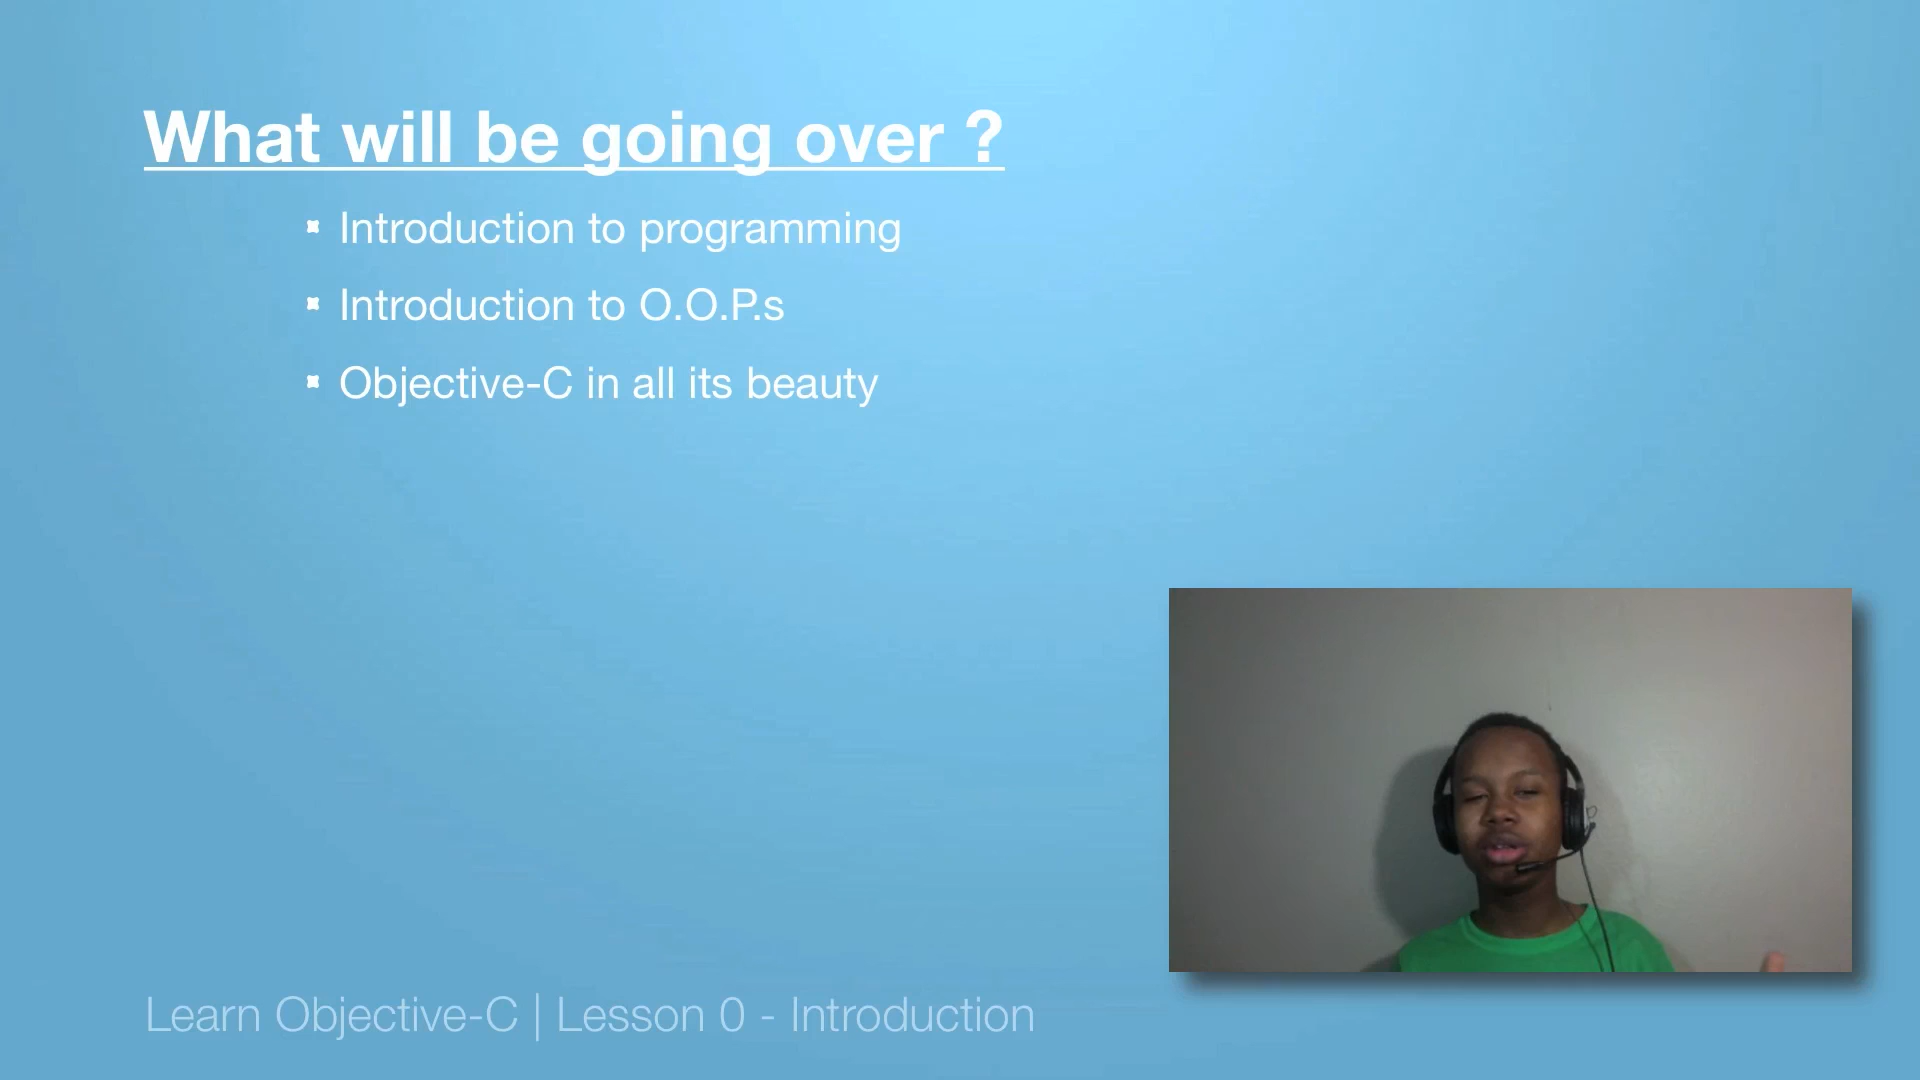 What will be going over ?
Introduction to programming
Introduction to O.O.P.s
Objective-C in all its beauty
Learn Objective-C | Lesson 0 - Introduction